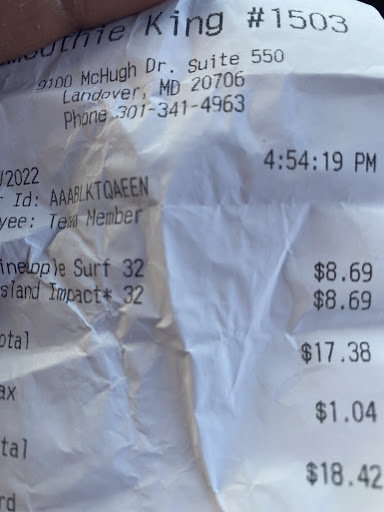 Smoothie King #1503
9100 McHugh Dr. Suite 550
Landover, MD 20706
Phone 301-341-4963
/2022 4:54:19 PM
Id: AAABLKTQAEEN
yee: Team Member
inelople Surf 32 $8.69
sland Impact* 32 $8.69
otal $17.38
ax $1.04
tal $18.42
rd